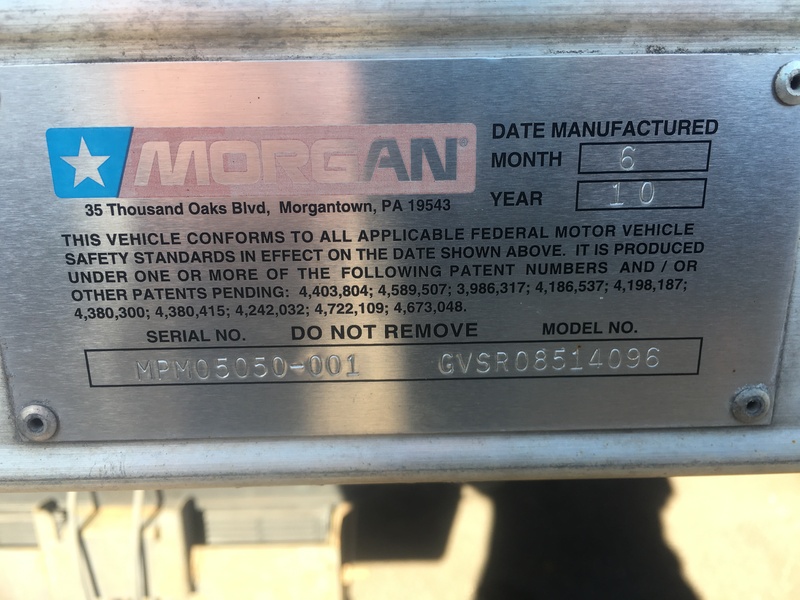 MORGAN®
DATE MANUFACTURED
MONTH 6
YEAR 10
35 Thousand Oaks Blvd, Morgantown, PA 19543
THIS VEHICLE CONFORMS TO ALL APPLICABLE FEDERAL MOTOR VEHICLE
SAFETY STANDARDS IN EFFECT ON THE DATE SHOWN ABOVE. IT IS PRODUCED
UNDER ONE OR MORE OF THE FOLLOWING PATENT NUMBERS AND / OR
OTHER PATENTS PENDING: 4,403,804; 4,589,507; 3,986,317; 4,186,537; 4,198,187;
4,380,300; 4,380,415; 4,242,032; 4,722,109; 4,673,048.
SERIAL NO. DO NOT REMOVE MODEL NO.
MPM05050-001 GVSR08514096